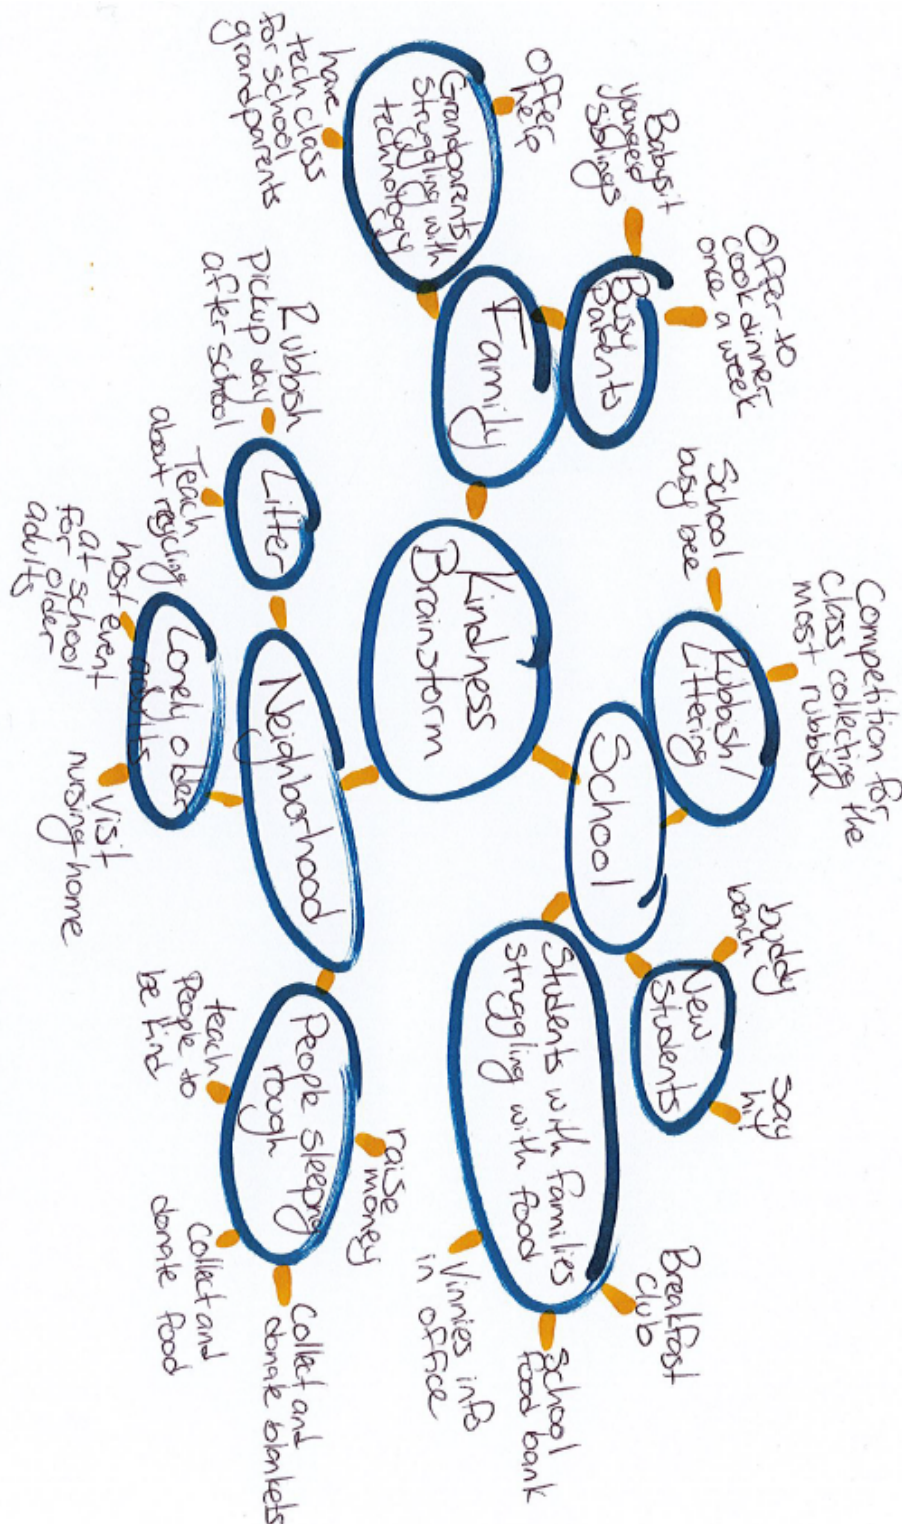 Kindness
Brainstorm
Family
Busy
parents
Babysit
younger
siblings
Offer to
cook dinner
once a week
Grandparents
struggling with
technology
Offer
help
have
tech class
for school
grandparents
School
Rubbish/
Littering
School
busy bee
Competition for
class collecting the
most rubbish
New
Students
buddy
bench
say
hi!
Students with families
struggling with food
Breakfast
club
School
food bank
Vinnies info
in office
Neighborhood
Litter
Rubbish
pickup day
after school
Teach
about recycling
Lonely older
adults
host event
at school
for older
adults
Visit
nursing home
People sleeping
rough
teach
People to
be kind
raise
money
Collect and
donate food
Collect and
donate blankets